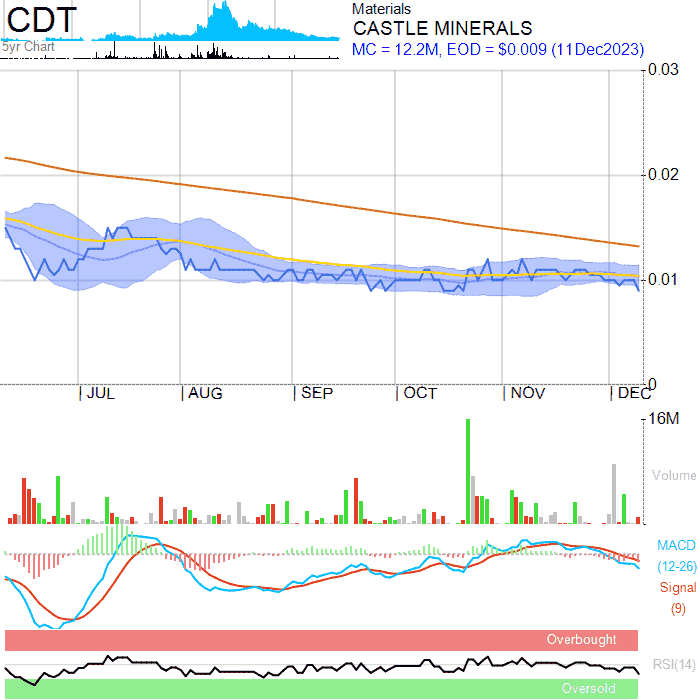 CDT
5yr Chart
Materials
CASTLE MINERALS
MC = 12.2M, EOD = $0.009 (11Dec2023)
0.03
0.02
0.01
0
| JUL | AUG | SEP | OCT | NOV | DEC
16M
Volume
MACD
(12-26)
Signal
(9)
Overbought
RSI(14)
Oversold